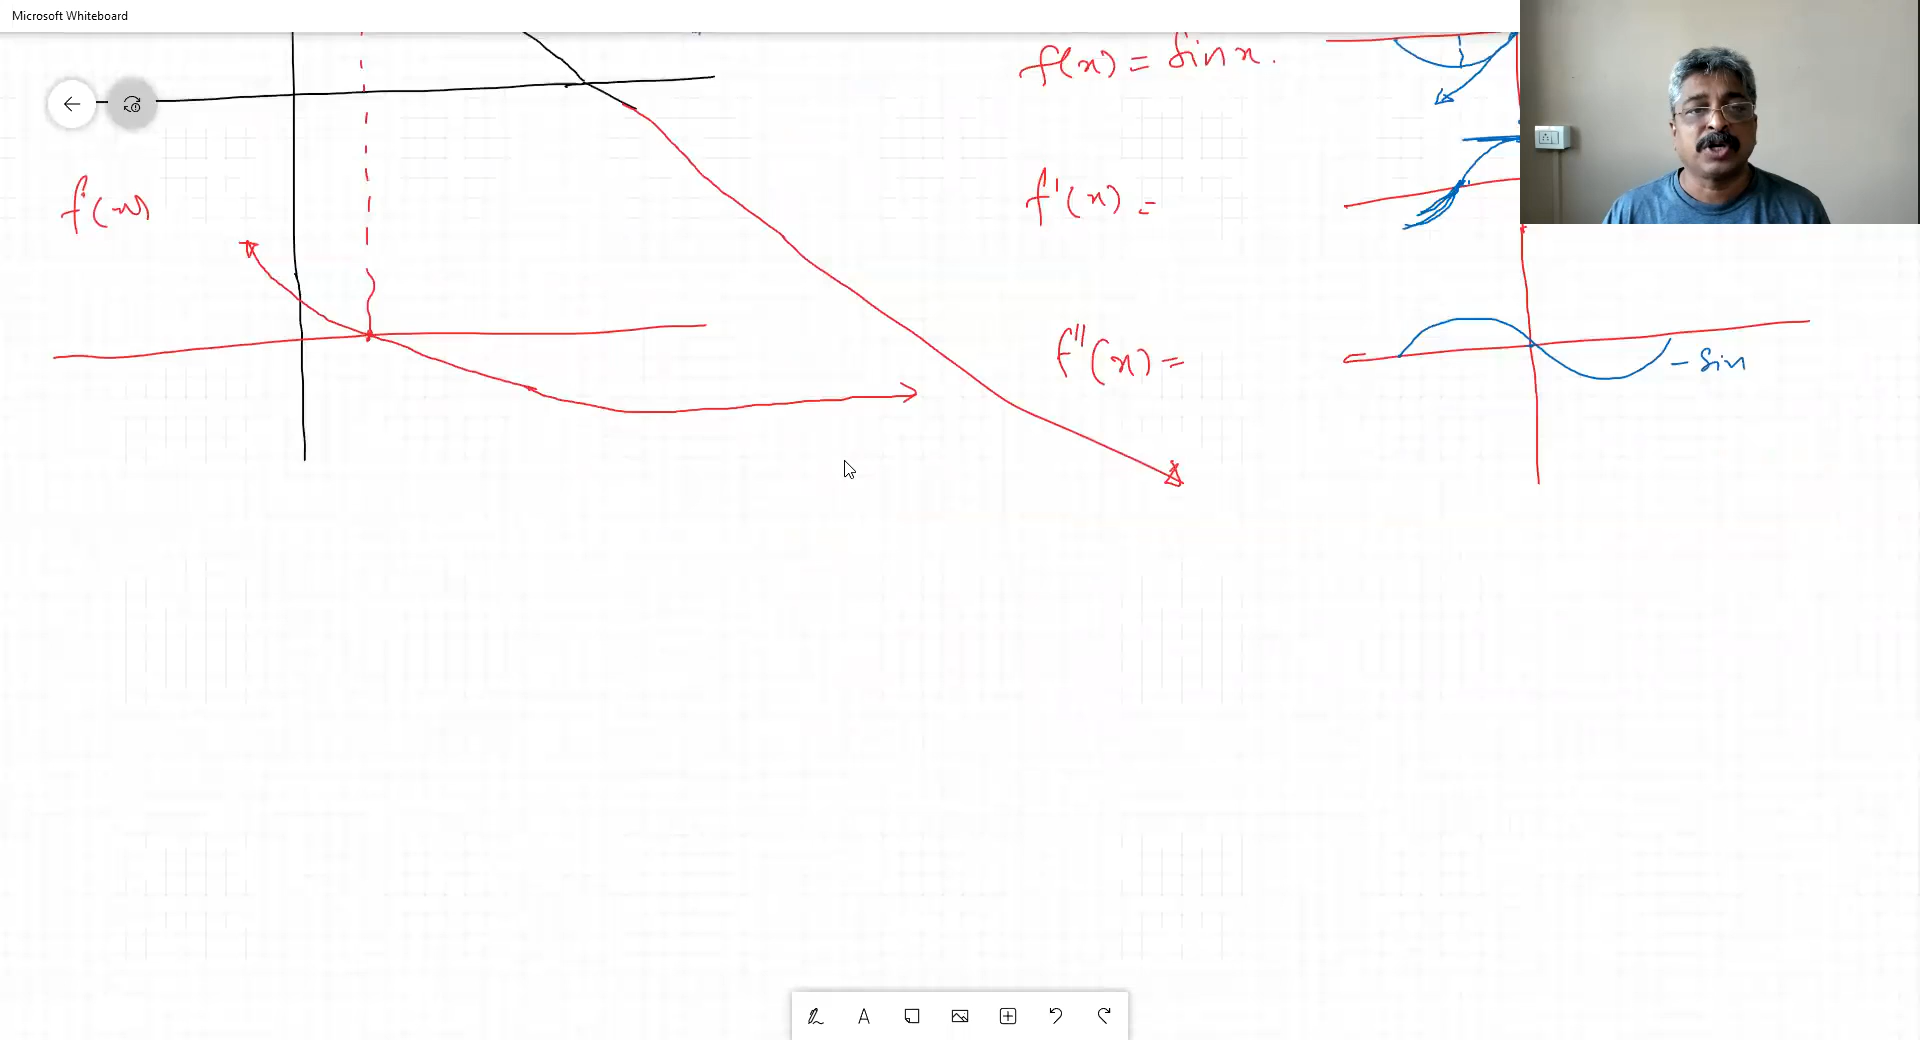 Microsoft Whiteboard
f(x) = Sin x.
f'(x)
f'(x) =
f''(x) =
- Sin
A